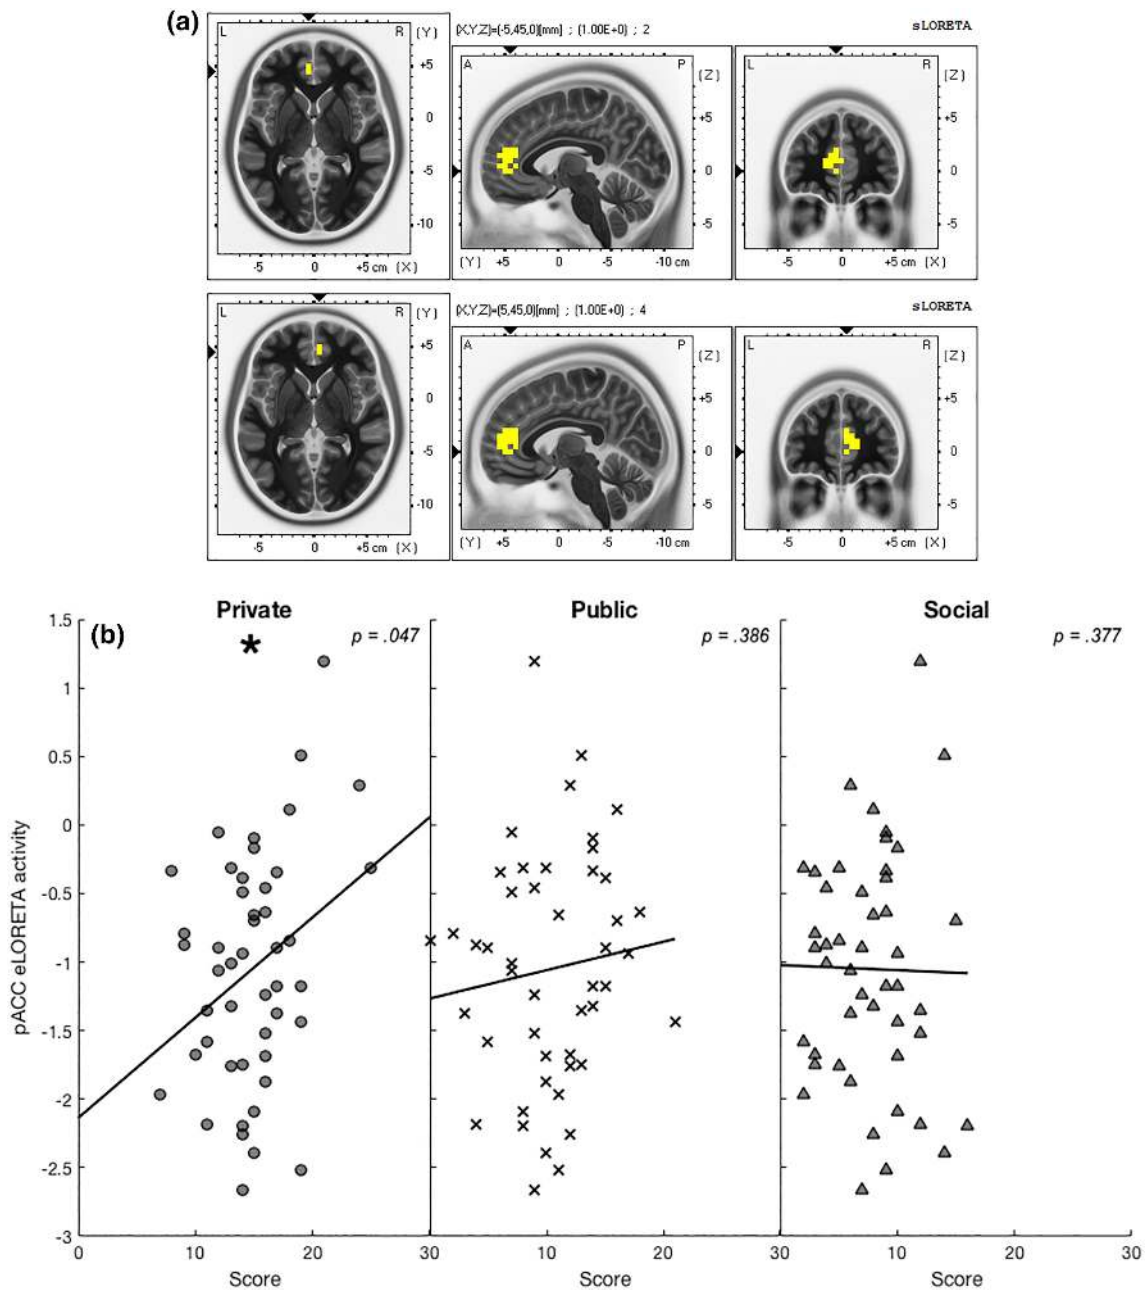 (a)
(X,Y,Z)=(-5,45,0)[mm] ; (1.00E+0) ; 2 sLORETA
L R (Y)
+5
0
-5
-10
-5 0 +5 cm (X)
A P (Z)
+5
0
-5
(Y) +5 0 -5 -10 cm
L R (Z)
+5
0
-5
-5 0 +5 cm (X)
(X,Y,Z)=(5,45,0)[mm] ; (1.00E+0) ; 4 sLORETA
L R (Y)
+5
0
-5
-10
-5 0 +5 cm (X)
A P (Z)
+5
0
-5
(Y) +5 0 -5 -10 cm
L R (Z)
+5
0
-5
-5 0 +5 cm (X)
(b)
Private Public Social
* p = .047 p = .386 p = .377
pACC eLORETA activity
1.5
1
0.5
0
-0.5
-1
-1.5
-2
-2.5
-3
0 10 20 30 10 20 30 10 20 30
Score Score Score